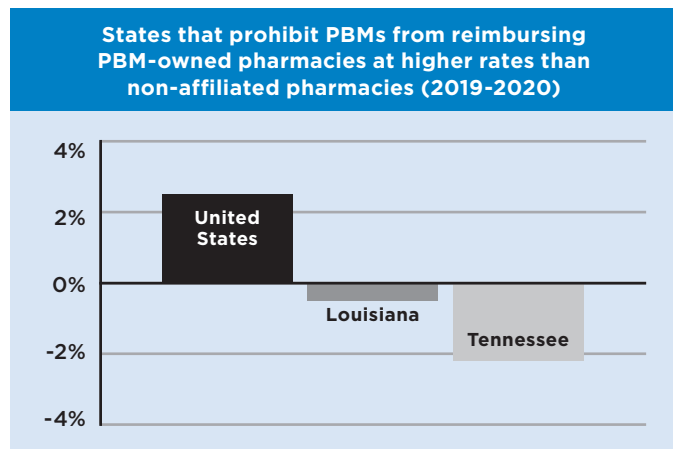 States that prohibit PBMs from reimbursing
PBM-owned pharmacies at higher rates than
non-affiliated pharmacies (2019-2020)
4%
2%
United
States
0%
Louisiana
Tennessee
-2%
-4%